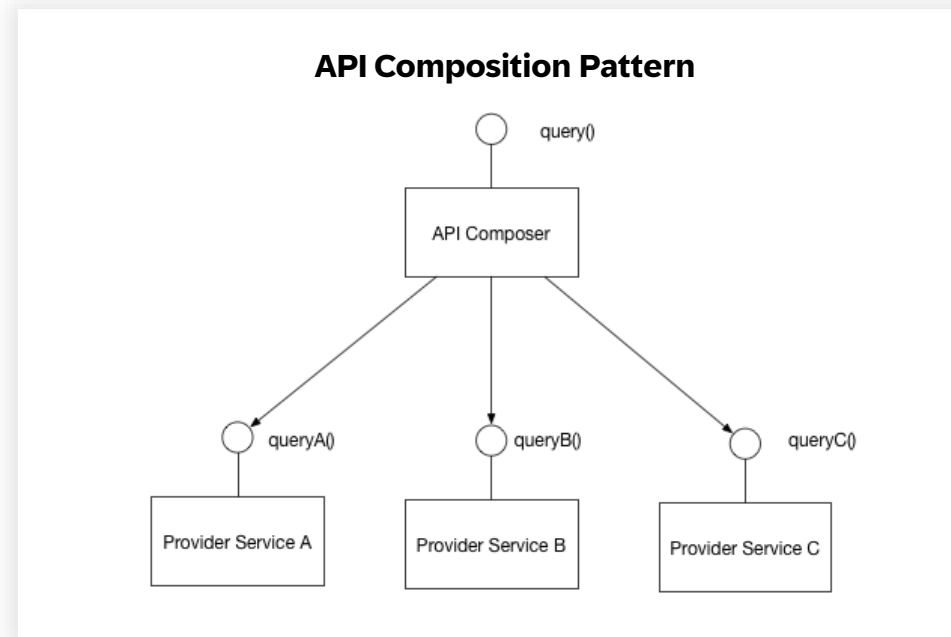 API Composition Pattern
query()
API Composer
queryA()
queryB()
queryC()
Provider Service A
Provider Service B
Provider Service C